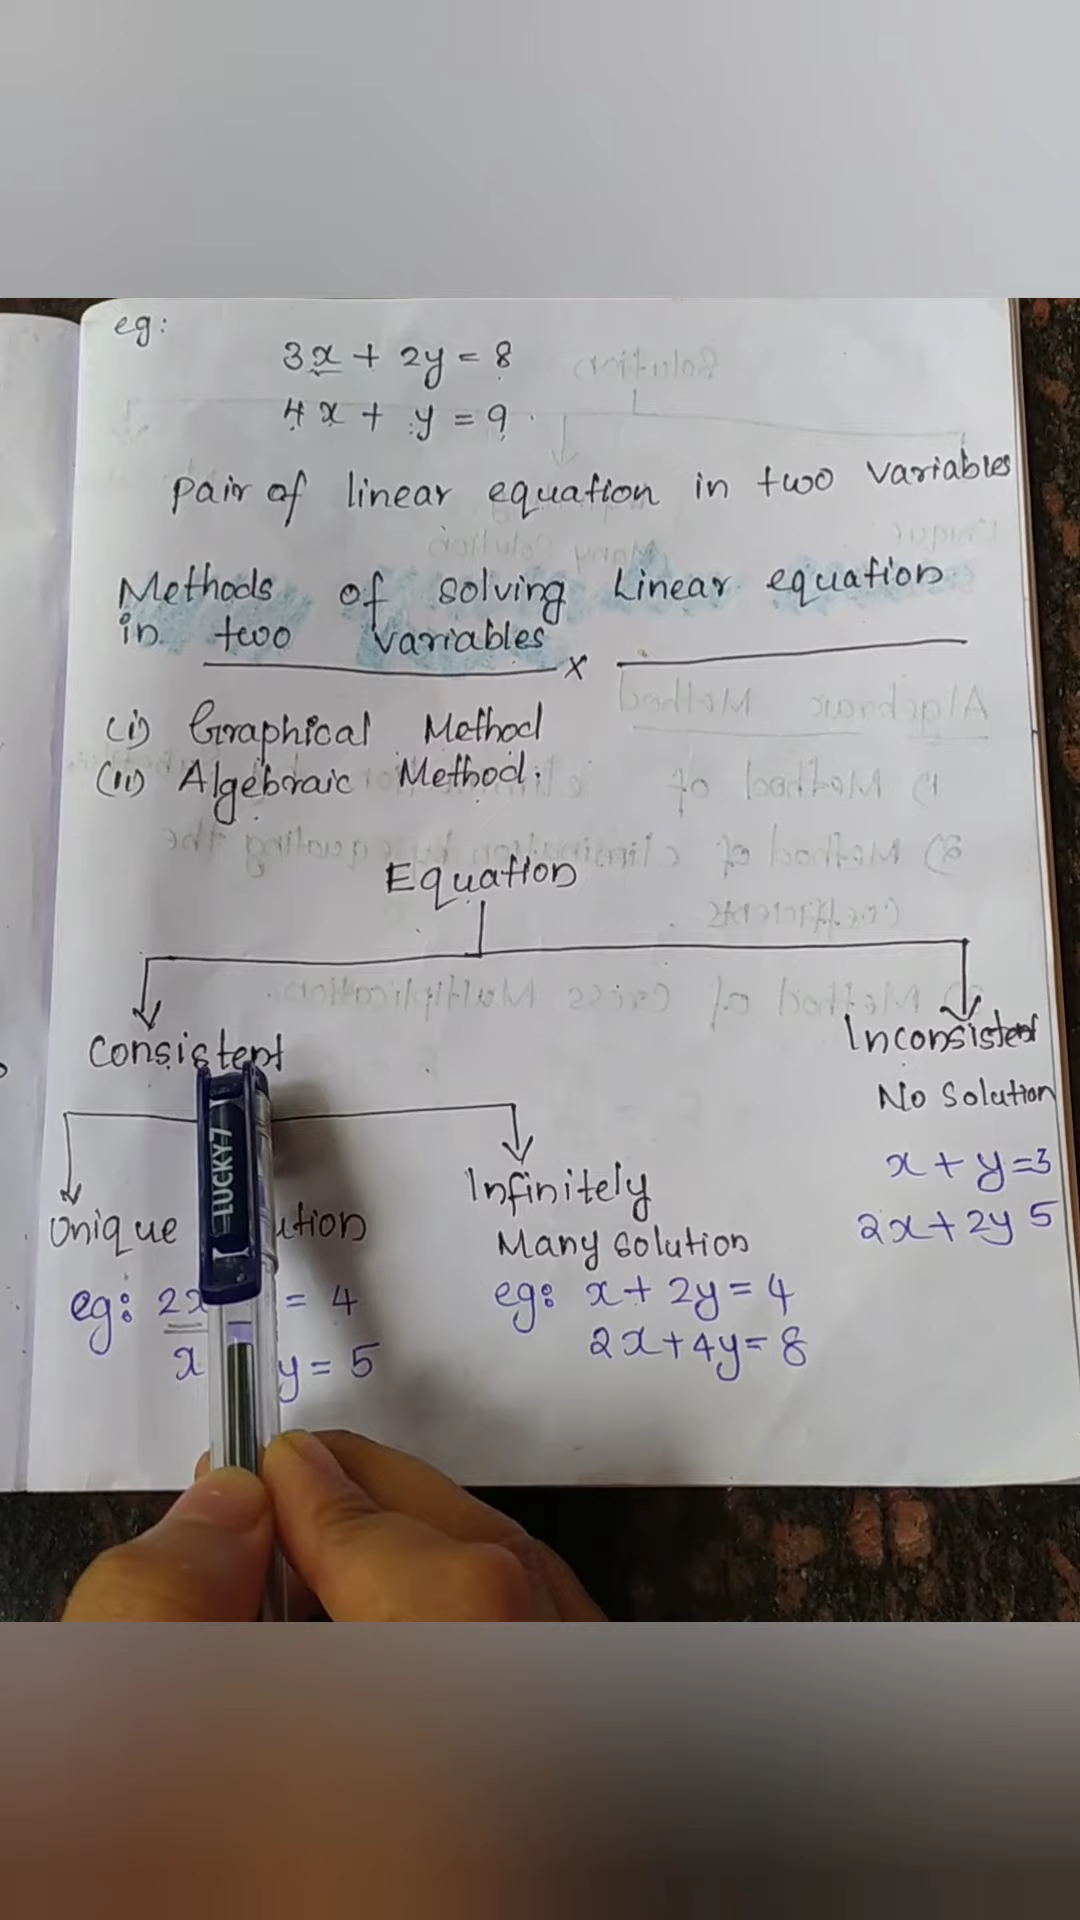 eg:
3x + 2y = 8
4x + y = 9
pair of linear equation in two variables
Methods of solving Linear equation
in two variables
x
(i) Graphical Method
(ii) Algebraic Method.
Equation
Consistent
Inconsistent
No Solution
x + y = 3
2x + 2y 5
Unique
Infinitely
Many solution
eg: 2x = 4
x y = 5
eg: x + 2y = 4
2x + 4y = 8
LUCKY7